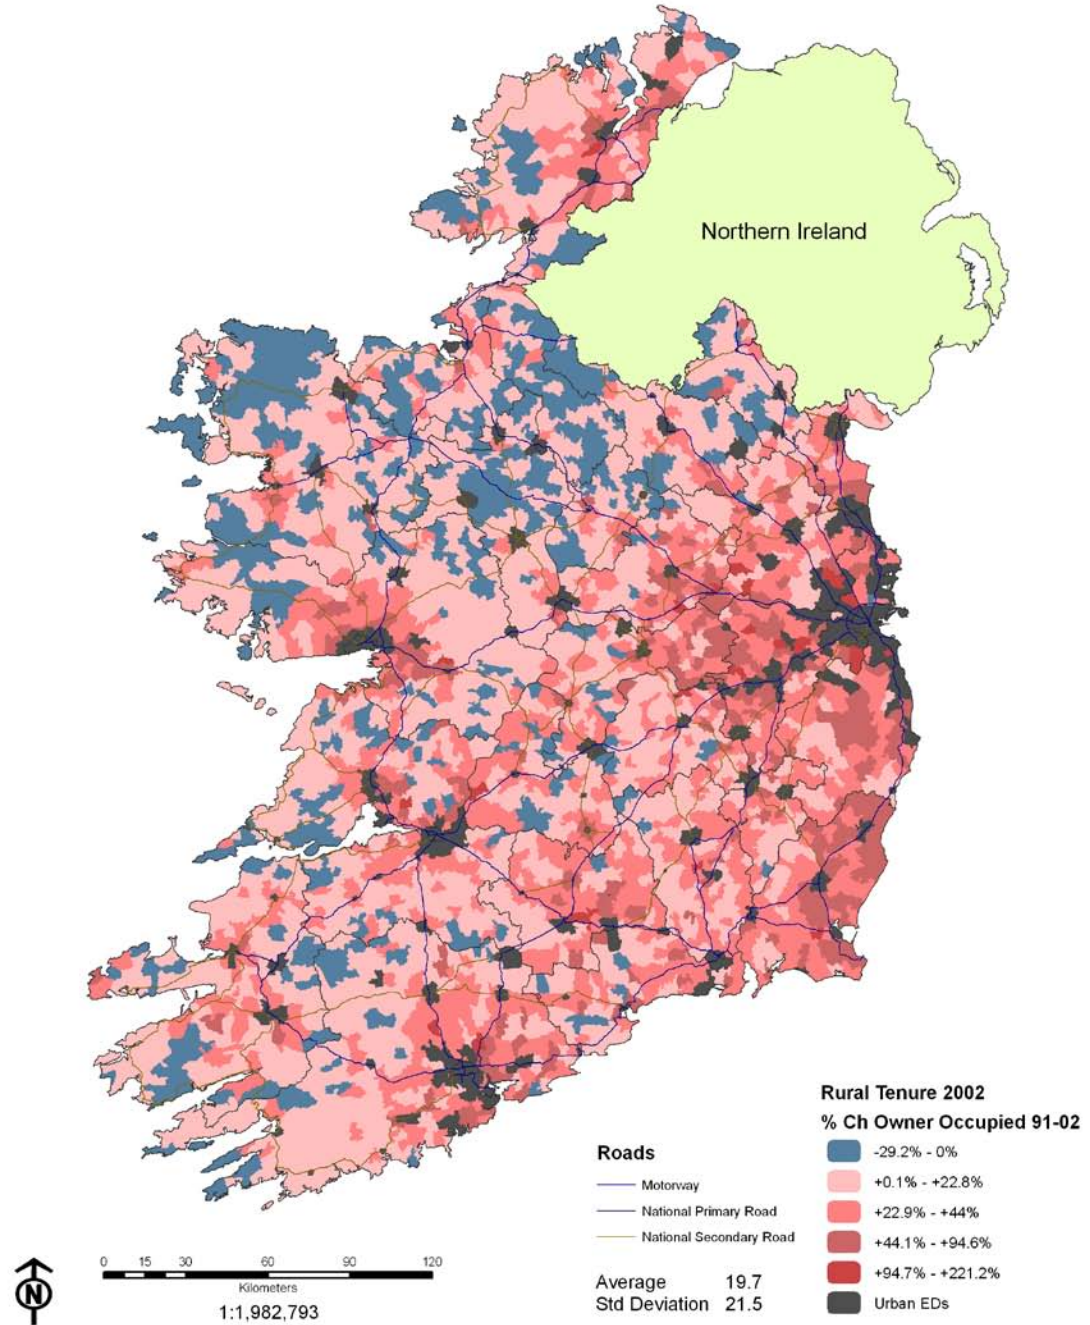 Northern Ireland
Rural Tenure 2002
% Ch Owner Occupied 91-02
-29.2% - 0%
+0.1% - +22.8%
+22.9% - +44%
+44.1% - +94.6%
+94.7% - +221.2%
Urban EDs
Roads
Motorway
National Primary Road
National Secondary Road
Average 19.7
Std Deviation 21.5
N
0 15 30 60 90 120
Kilometers
1:1,982,793